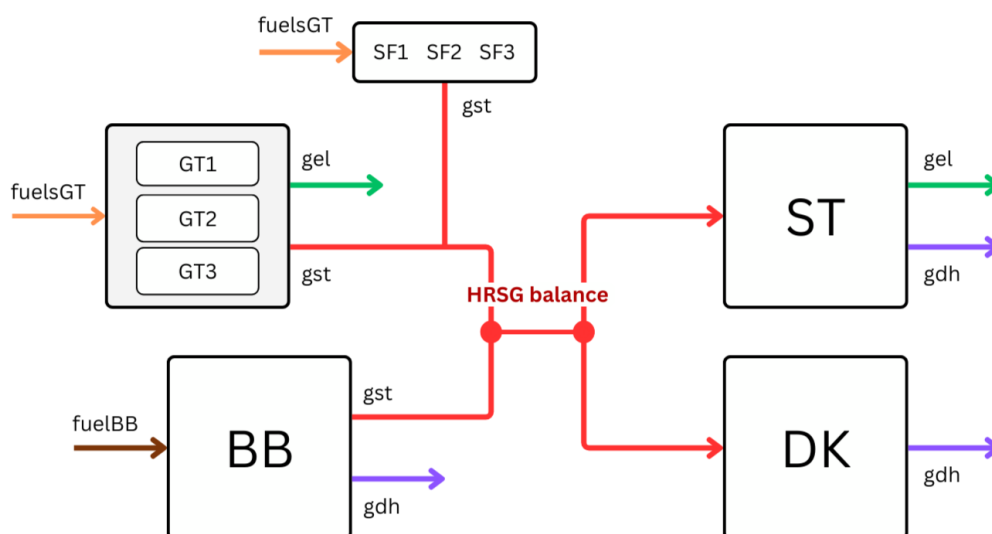 fuelsGT
SF1 SF2 SF3
gst
GT1
gel
fuelsGT
GT2
GT3
gst
HRSG balance
ST
gel
gdh
fuelBB
BB
gst
gdh
DK
gdh